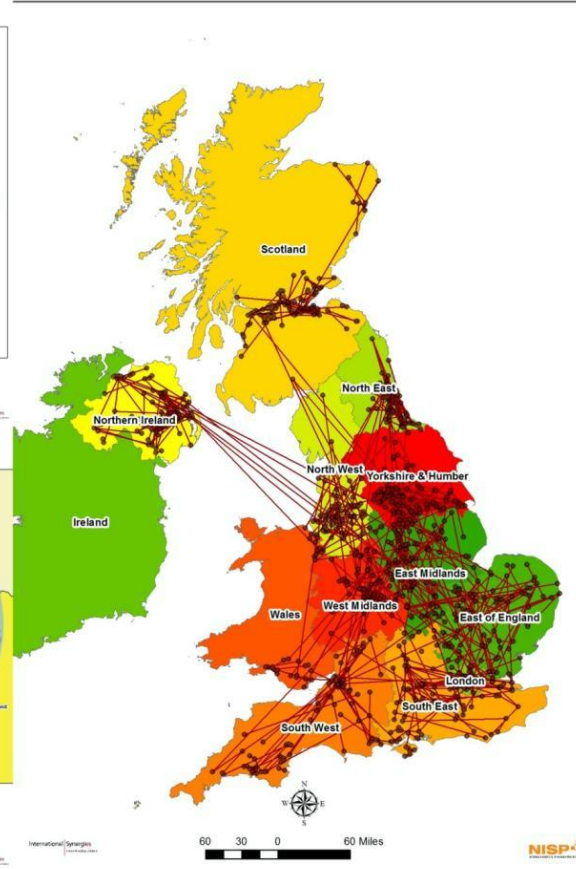 Scotland
North East
Northern Ireland
North West
Yorkshire & Humber
Ireland
East Midlands
West Midlands
Wales
East of England
London
South East
South West
N
W E
S
International Synergies
60 30 0 60 Miles
NISP